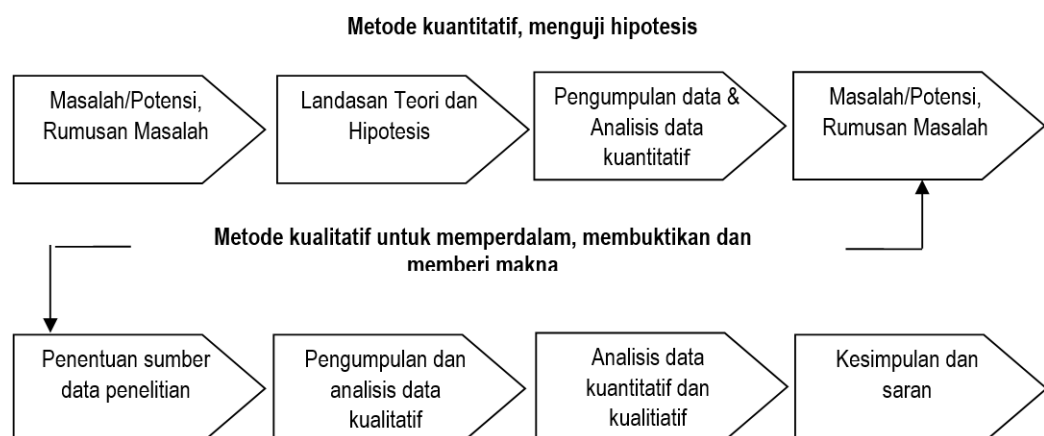 Metode kuantitatif, menguji hipotesis
Masalah/Potensi,
Rumusan Masalah
Landasan Teori dan
Hipotesis
Pengumpulan data &
Analisis data
kuantitatif
Masalah/Potensi,
Rumusan Masalah
Metode kualitatif untuk memperdalam, membuktikan dan
memberi makna
Penentuan sumber
data penelitian
Pengumpulan dan
analisis data
kualitatif
Analisis data
kuantitatif dan
kualitiatif
Kesimpulan dan
saran